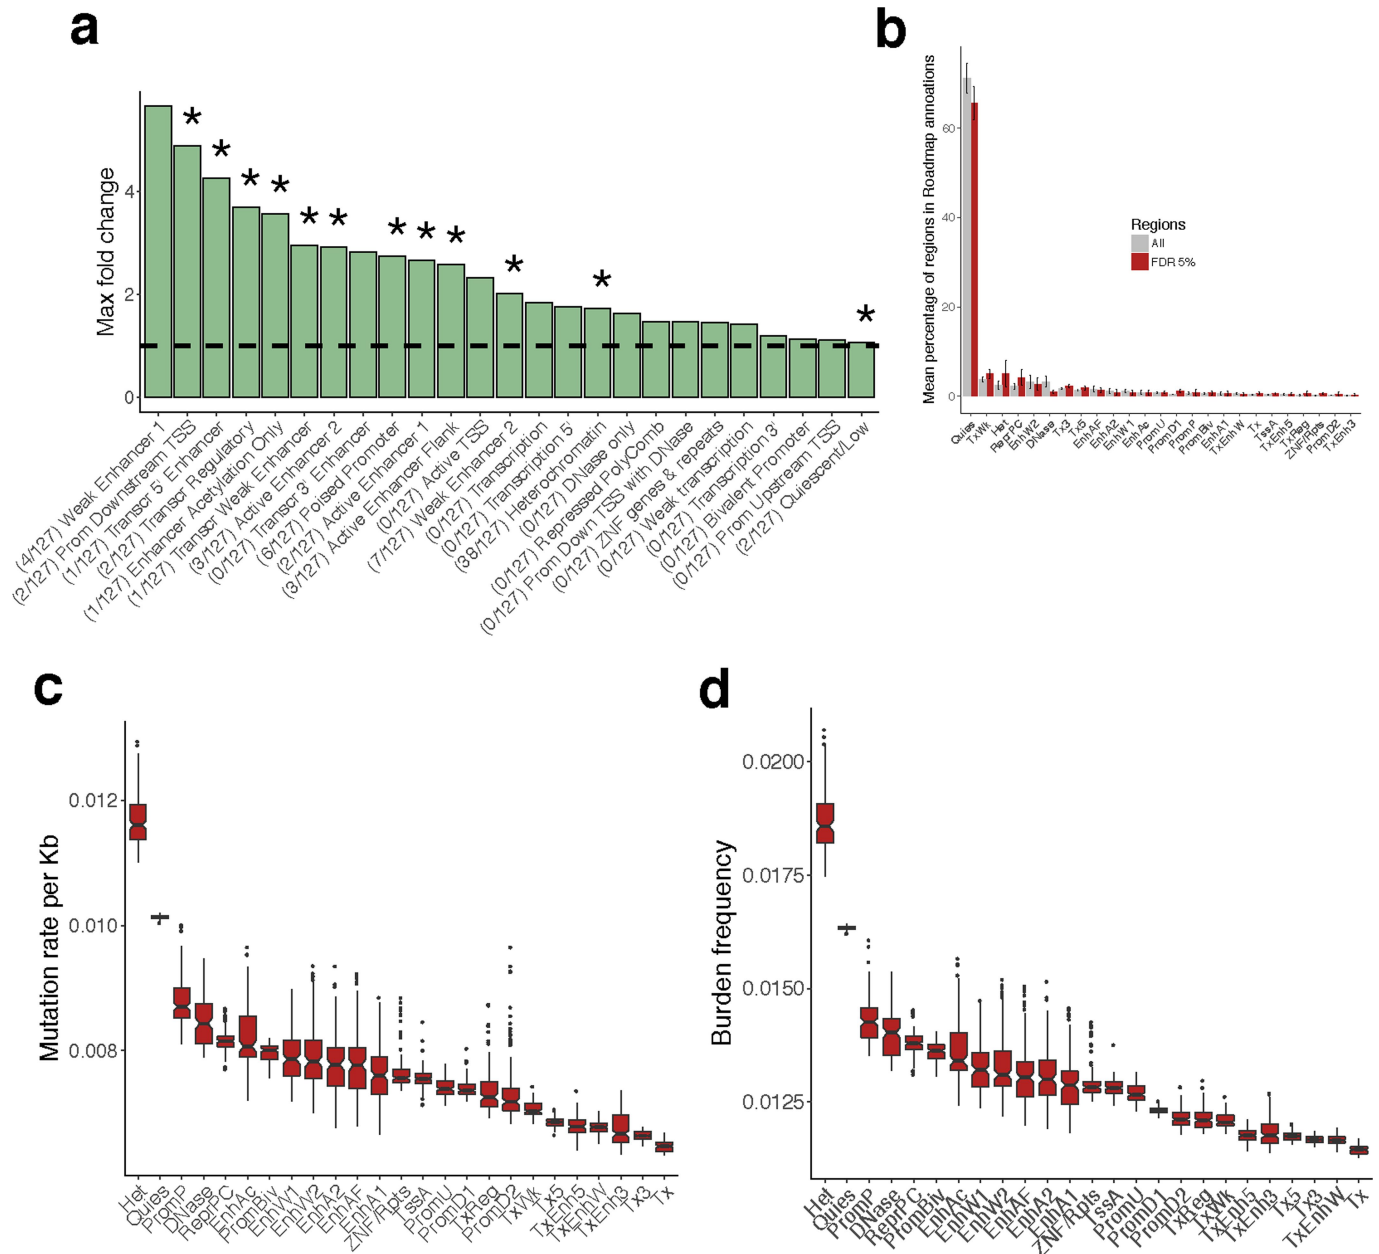 a
Max fold change
4
2
0
* * * * * * * * * * * *
(4/127) Weak Enhancer 1
(2/127) Prom Downstream TSS
(1/127) Transcr 5' Enhancer
(2/127) Transcr Regulatory
(1/127) Enhancer Acetylation Only
(1/127) Transcr Weak Enhancer
(3/127) Active Enhancer 2
(0/127) Transcr 3' Enhancer
(6/127) Poised Promoter
(2/127) Active Enhancer 1
(3/127) Active Enhancer Flank
(0/127) Active TSS
(7/127) Weak Enhancer 2
(0/127) Transcription
(0/127) Transcription 5'
(38/127) Heterochromatin
(0/127) DNase only
(0/127) Repressed PolyComb
(0/127) Prom Down TSS with DNase
(0/127) ZNF genes & repeats
(0/127) Weak transcription
(0/127) Transcription 3'
(0/127) Bivalent Promoter
(0/127) Prom Upstream TSS
(2/127) Quiescent/Low
b
Mean percentage of regions in Roadmap annoations
60
40
20
0
Regions
All
FDR 5%
Quies
TxWk
Het
ReprPC
EnhW2
DNase
Tx3
Tx5
EnhAF
EnhA2
EnhW1
EnhAc
PromU
PromD1
PromP
PromBiv
EnhA1
TxEnhW
Tx
TssA
TxEnh5
TxReg
ZNF/Rpts
PromD2
TxEnh3
c
Mutation rate per Kb
0.012
0.010
0.008
Het
Quies
PromP
DNase
ReprPC
EnhAc
PromBiv
EnhW1
EnhW2
EnhA2
EnhAF
EnhA1
ZNF/Rpts
TssA
PromU
PromD1
TxReg
PromD2
TxWk
Tx5
TxEnh5
TxEnhW
TxEnh3
Tx3
Tx
d
Burden frequency
0.0200
0.0175
0.0150
0.0125
Het
Quies
PromP
DNase
ReprPC
PromBiv
EnhAc
EnhW1
EnhW2
EnhAF
EnhA2
EnhA1
ZNF/Rpts
TssA
PromU
PromD1
PromD2
TxReg
TxWk
TxEnh5
TxEnh3
Tx5
Tx3
TxEnhW
Tx